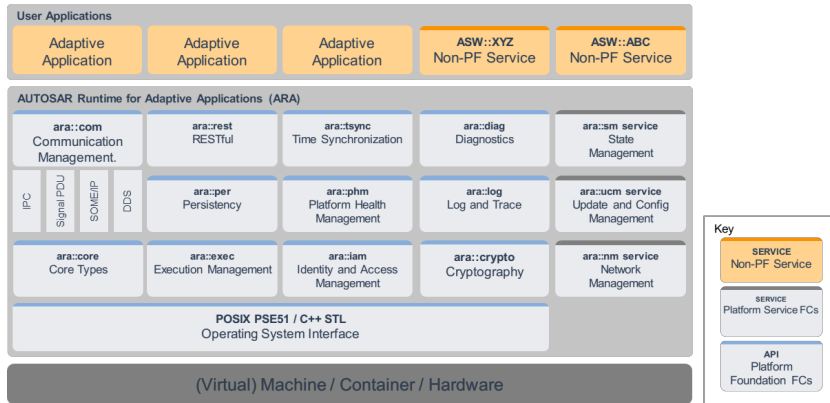 User Applications
Adaptive
Application
Adaptive
Application
Adaptive
Application
ASW::XYZ
Non-PF Service
ASW::ABC
Non-PF Service
AUTOSAR Runtime for Adaptive Applications (ARA)
ara::com
Communication
Management.
ara::rest
RESTful
ara::tsync
Time Synchronization
ara::diag
Diagnostics
ara::sm service
State
Management
IPC
Signal PDU
SOME/IP
DDS
ara::per
Persistency
ara::phm
Platform Health
Management
ara::log
Log and Trace
ara::ucm service
Update and Config
Management
ara::core
Core Types
ara::exec
Execution Management
ara::iam
Identity and Access
Management
ara::crypto
Cryptography
ara::nm service
Network
Management
POSIX PSE51 / C++ STL
Operating System Interface
(Virtual) Machine / Container / Hardware
Key
SERVICE
Non-PF Service
SERVICE
Platform Service FCs
API
Platform
Foundation FCs